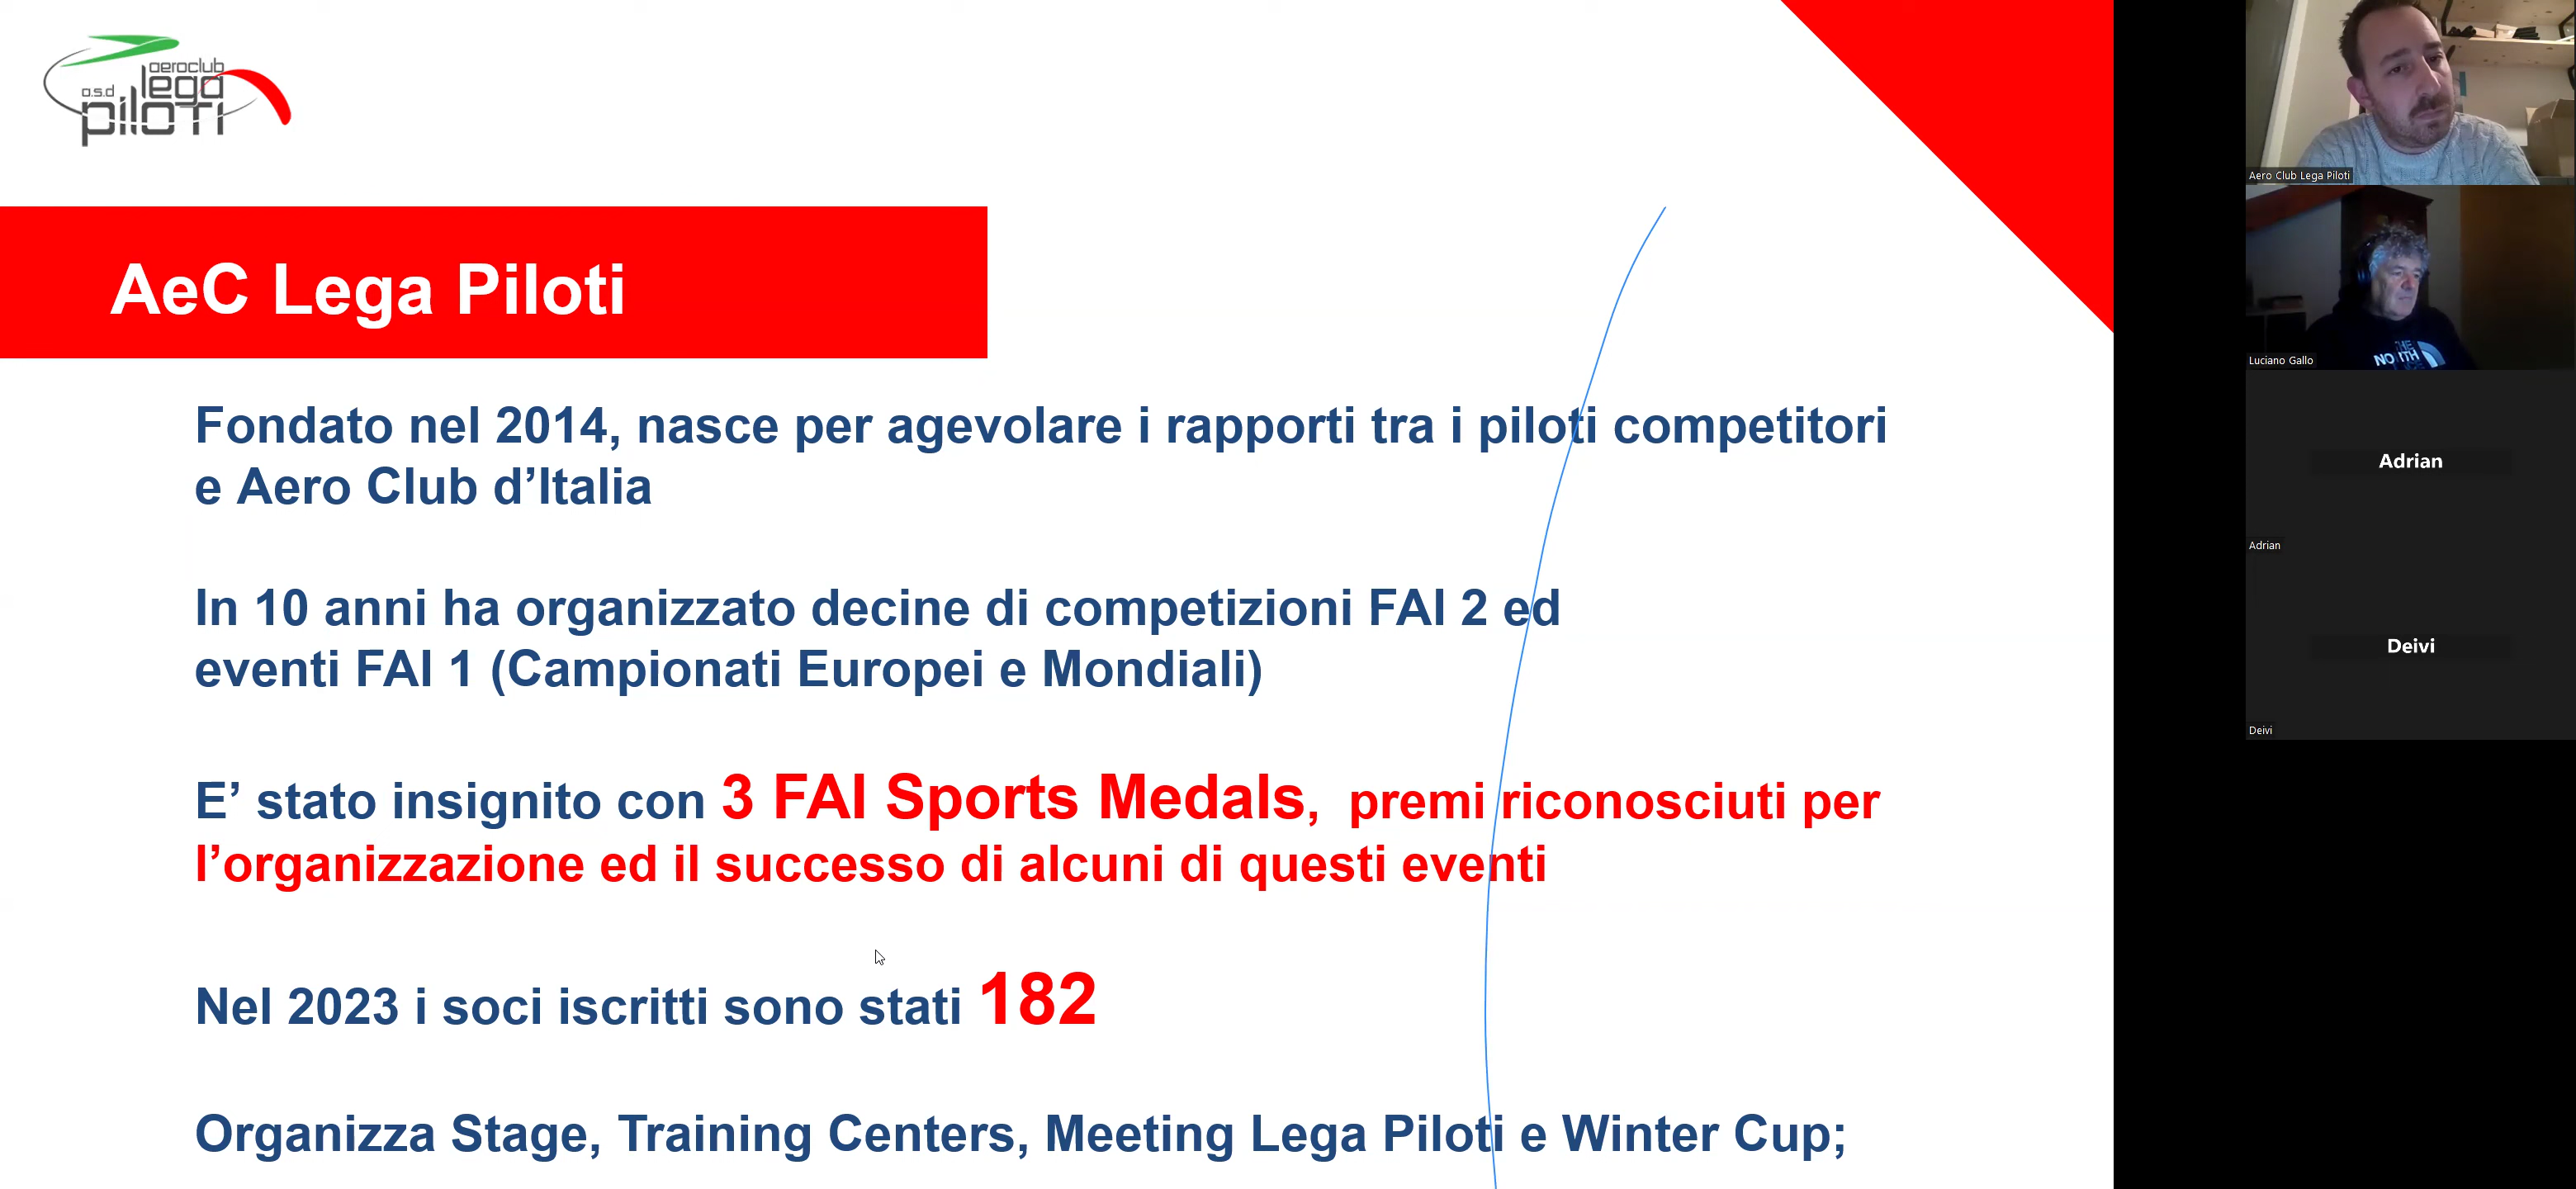 aeroclub
a.s.d lega
piloti
AeC Lega Piloti
Fondato nel 2014, nasce per agevolare i rapporti tra i piloti competitori
e Aero Club d’Italia
In 10 anni ha organizzato decine di competizioni FAI 2 ed
eventi FAI 1 (Campionati Europei e Mondiali)
E’ stato insignito con 3 FAI Sports Medals, premi riconosciuti per
l’organizzazione ed il successo di alcuni di questi eventi
Nel 2023 i soci iscritti sono stati 182
Organizza Stage, Training Centers, Meeting Lega Piloti e Winter Cup;
Aero Club Lega Piloti
THE
NORTH
Luciano Gallo
Adrian
Adrian
Deivi
Deivi